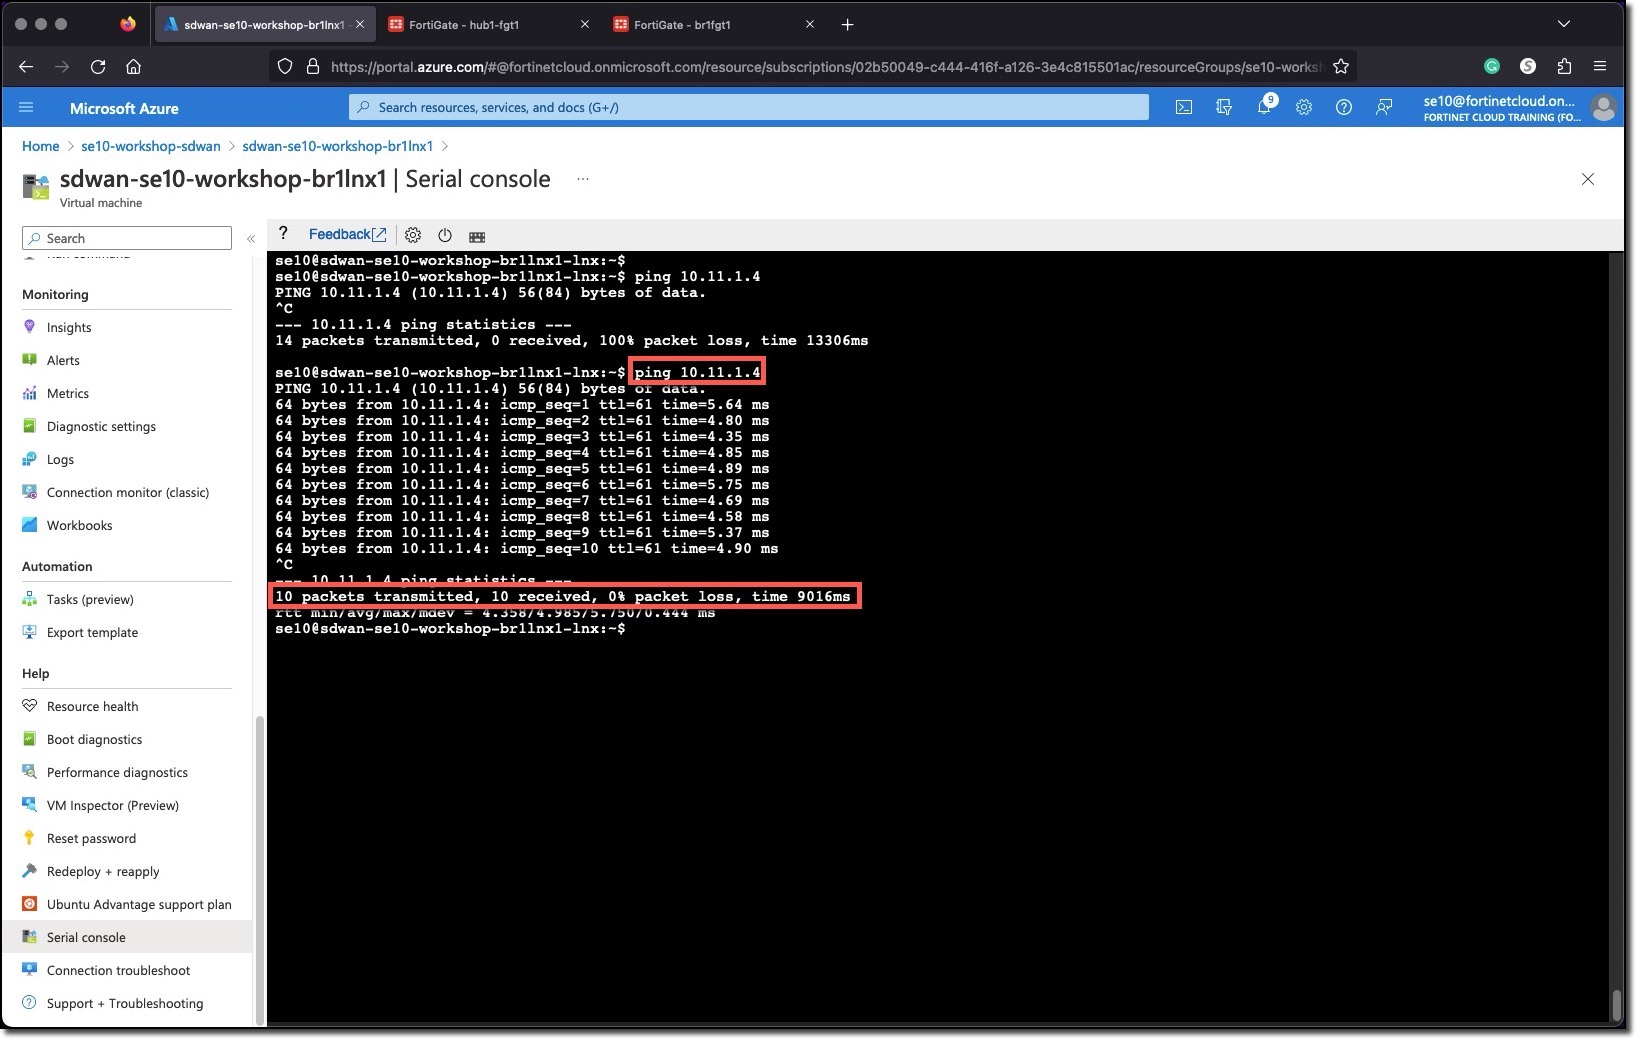 sdwan-se10-workshop-br1lnx1
FortiGate - hub1-fgt1
FortiGate - br1fgt1
https://portal.azure.com/#@fortinetcloud.onmicrosoft.com/resource/subscriptions/02b50049-c444-416f-a126-3e4c815501ac/resourceGroups/se10-worksh
Microsoft Azure
Search resources, services, and docs (G+/)
9
se10@fortinetcloud.on...
FORTINET CLOUD TRAINING (FO...
Home > se10-workshop-sdwan > sdwan-se10-workshop-br1lnx1 >
sdwan-se10-workshop-br1lnx1 | Serial console ...
Virtual machine
Search
«
? Feedback
Run command
Monitoring
Insights
Alerts
Metrics
Diagnostic settings
Logs
Connection monitor (classic)
Workbooks
Automation
Tasks (preview)
Export template
Help
Resource health
Boot diagnostics
Performance diagnostics
VM Inspector (Preview)
Reset password
Redeploy + reapply
Ubuntu Advantage support plan
Serial console
Connection troubleshoot
Support + Troubleshooting
se10@sdwan-se10-workshop-br1lnx1-lnx:~$
se10@sdwan-se10-workshop-br1lnx1-lnx:~$ ping 10.11.1.4
PING 10.11.1.4 (10.11.1.4) 56(84) bytes of data.
^C
--- 10.11.1.4 ping statistics ---
14 packets transmitted, 0 received, 100% packet loss, time 13306ms
se10@sdwan-se10-workshop-br1lnx1-lnx:~$ ping 10.11.1.4
PING 10.11.1.4 (10.11.1.4) 56(84) bytes of data.
64 bytes from 10.11.1.4: icmp_seq=1 ttl=61 time=5.64 ms
64 bytes from 10.11.1.4: icmp_seq=2 ttl=61 time=4.80 ms
64 bytes from 10.11.1.4: icmp_seq=3 ttl=61 time=4.35 ms
64 bytes from 10.11.1.4: icmp_seq=4 ttl=61 time=4.85 ms
64 bytes from 10.11.1.4: icmp_seq=5 ttl=61 time=4.89 ms
64 bytes from 10.11.1.4: icmp_seq=6 ttl=61 time=5.75 ms
64 bytes from 10.11.1.4: icmp_seq=7 ttl=61 time=4.69 ms
64 bytes from 10.11.1.4: icmp_seq=8 ttl=61 time=4.58 ms
64 bytes from 10.11.1.4: icmp_seq=9 ttl=61 time=5.37 ms
64 bytes from 10.11.1.4: icmp_seq=10 ttl=61 time=4.90 ms
^C
--- 10.11.1.4 ping statistics ---
10 packets transmitted, 10 received, 0% packet loss, time 9016ms
rtt min/avg/max/mdev = 4.358/4.985/5.750/0.444 ms
se10@sdwan-se10-workshop-br1lnx1-lnx:~$